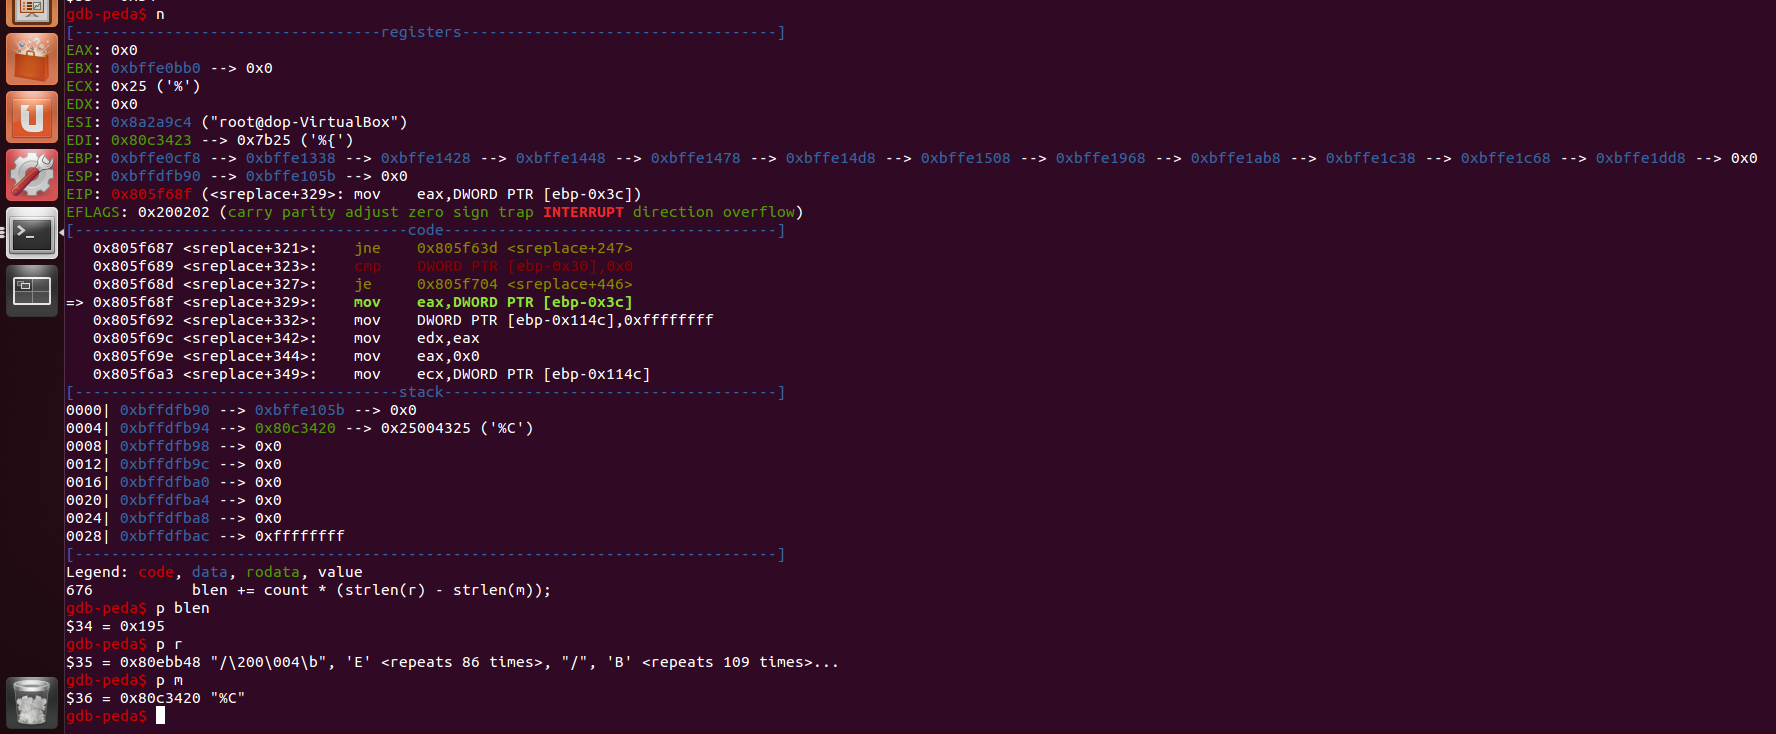 gdb-peda$ n
[----------------------------------registers-----------------------------------]
EAX: 0x0
EBX: 0xbffe0bb0 --> 0x0
ECX: 0x25 ('%')
EDX: 0x0
ESI: 0x8a2a9c4 ("root@dop-VirtualBox")
EDI: 0x80c3423 --> 0x7b25 ('%{')
EBP: 0xbffe0cf8 --> 0xbffe1338 --> 0xbffe1428 --> 0xbffe1448 --> 0xbffe1478 --> 0xbffe14d8 --> 0xbffe1508 --> 0xbffe1968 --> 0xbffe1ab8 --> 0xbffe1c38 --> 0xbffe1c68 --> 0xbffe1dd8 --> 0x0
ESP: 0xbffdfb90 --> 0xbffe105b --> 0x0
EIP: 0x805f68f (<sreplace+329>: mov    eax,DWORD PTR [ebp-0x3c])
EFLAGS: 0x200202 (carry parity adjust zero sign trap INTERRUPT direction overflow)
[-------------------------------------code-------------------------------------]
   0x805f687 <sreplace+321>:    jne    0x805f63d <sreplace+247>
   0x805f689 <sreplace+323>:    cmp    DWORD PTR [ebp-0x30],0x0
   0x805f68d <sreplace+327>:    je     0x805f704 <sreplace+446>
=> 0x805f68f <sreplace+329>:    mov    eax,DWORD PTR [ebp-0x3c]
   0x805f692 <sreplace+332>:    mov    DWORD PTR [ebp-0x114c],0xffffffff
   0x805f69c <sreplace+342>:    mov    edx,eax
   0x805f69e <sreplace+344>:    mov    eax,0x0
   0x805f6a3 <sreplace+349>:    mov    ecx,DWORD PTR [ebp-0x114c]
[------------------------------------stack-------------------------------------]
0000| 0xbffdfb90 --> 0xbffe105b --> 0x0
0004| 0xbffdfb94 --> 0x80c3420 --> 0x25004325 ('%C')
0008| 0xbffdfb98 --> 0x0
0012| 0xbffdfb9c --> 0x0
0016| 0xbffdfba0 --> 0x0
0020| 0xbffdfba4 --> 0x0
0024| 0xbffdfba8 --> 0x0
0028| 0xbffdfbac --> 0xffffffff
[------------------------------------------------------------------------------]
Legend: code, data, rodata, value
676           blen += count * (strlen(r) - strlen(m));
gdb-peda$ p blen
$34 = 0x195
gdb-peda$ p r
$35 = 0x80ebb48 "/\200\004\b", 'E' <repeats 86 times>, "/", 'B' <repeats 109 times>...
gdb-peda$ p m
$36 = 0x80c3420 "%C"
gdb-peda$